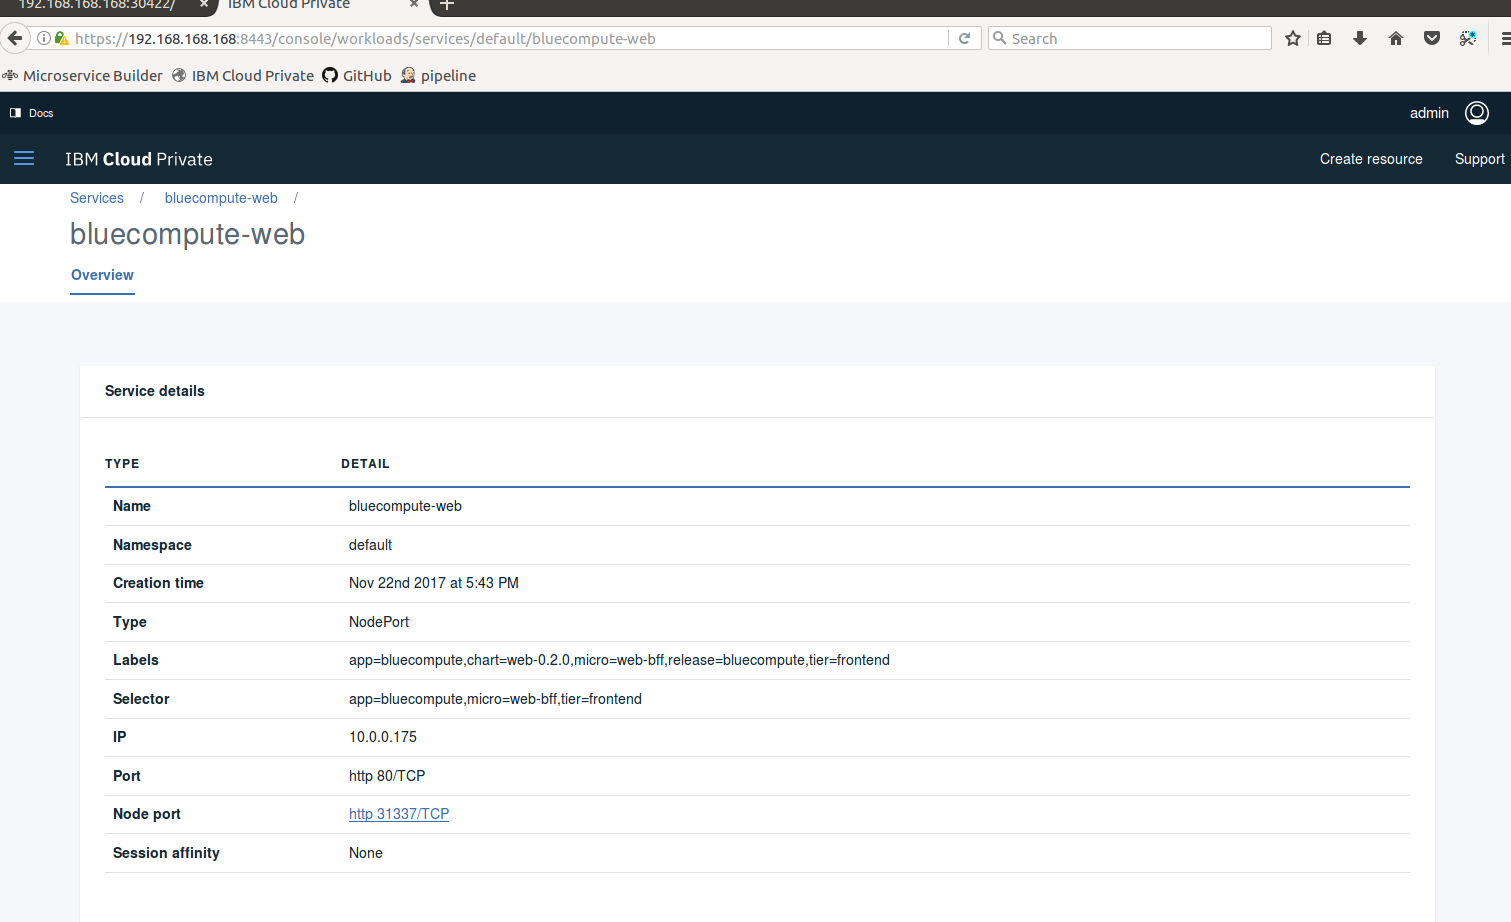 192.168.168.168:30422/ × IBM Cloud Private × +
https://192.168.168.168:8443/console/workloads/services/default/bluecompute-web Search
Microservice Builder IBM Cloud Private GitHub pipeline
Docs admin
IBM Cloud Private Create resource Support
Services / bluecompute-web /
bluecompute-web
Overview
Service details
TYPE DETAIL
Name bluecompute-web
Namespace default
Creation time Nov 22nd 2017 at 5:43 PM
Type NodePort
Labels app=bluecompute,chart=web-0.2.0,micro=web-bff,release=bluecompute,tier=frontend
Selector app=bluecompute,micro=web-bff,tier=frontend
IP 10.0.0.175
Port http 80/TCP
Node port http 31337/TCP
Session affinity None